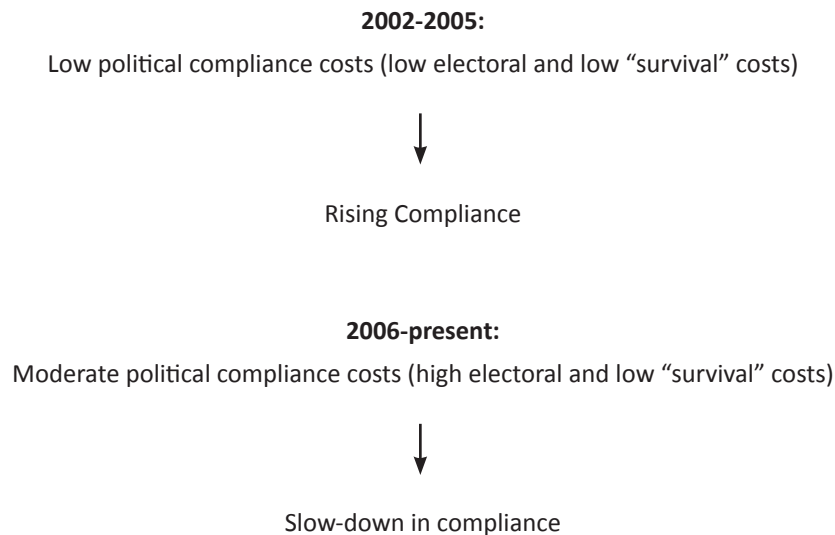 2002-2005:
Low political compliance costs (low electoral and low “survival” costs)
Rising Compliance
2006-present:
Moderate political compliance costs (high electoral and low “survival” costs)
Slow-down in compliance